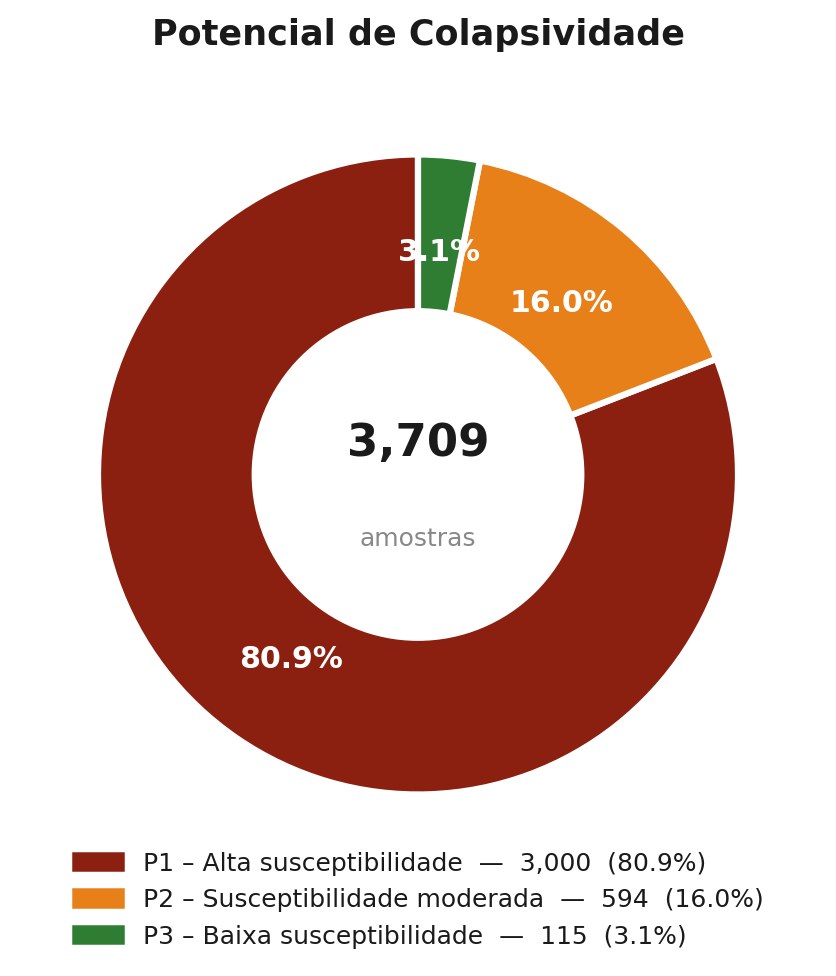 Potencial de Colapsividade
3.1%
16.0%
3,709
amostras
80.9%
P1 – Alta susceptibilidade — 3,000 (80.9%)
P2 – Susceptibilidade moderada — 594 (16.0%)
P3 – Baixa susceptibilidade — 115 (3.1%)